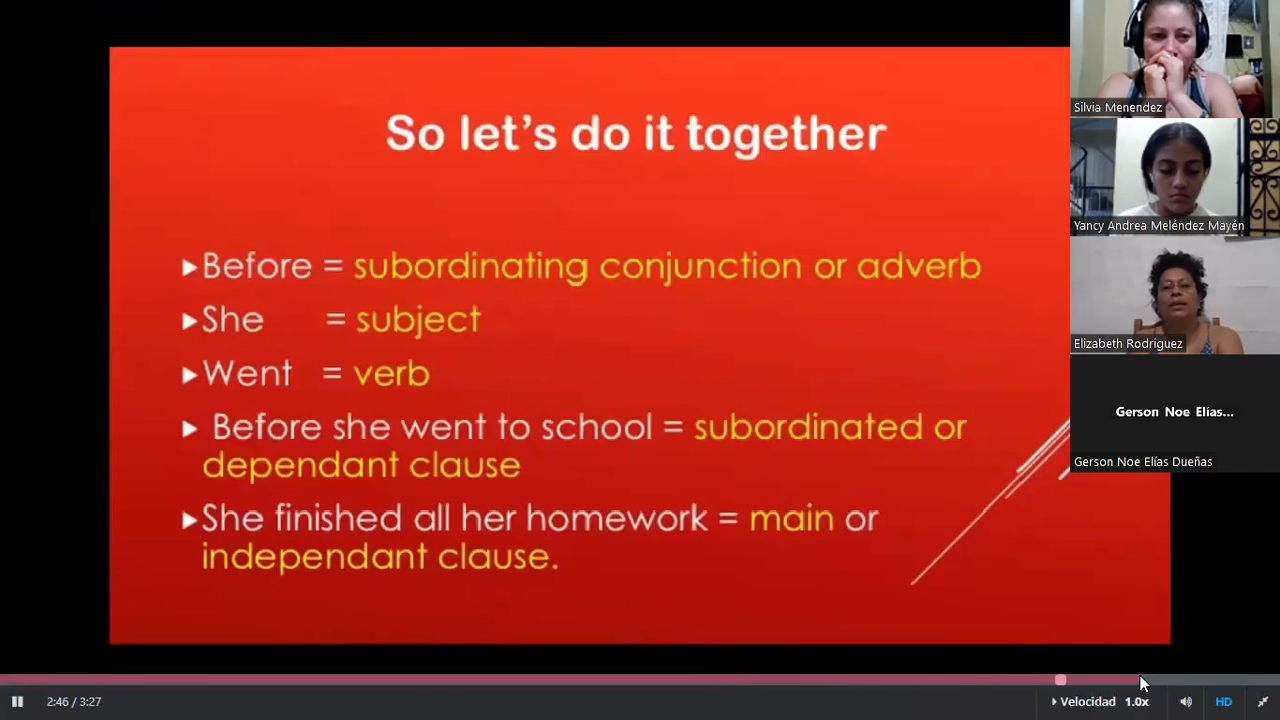 So let's do it together
Before = subordinating conjunction or adverb
She = subject
Went = verb
Before she went to school = subordinated or
dependant clause
She finished all her homework = main or
independant clause.
Silvia Menendez
Yancy Andrea Meléndez Mayén
Elizabeth Rodriguez
Gerson Noe Elías...
Gerson Noe Elías Dueñas
2:46 / 3:27
Velocidad 1.0x
HD